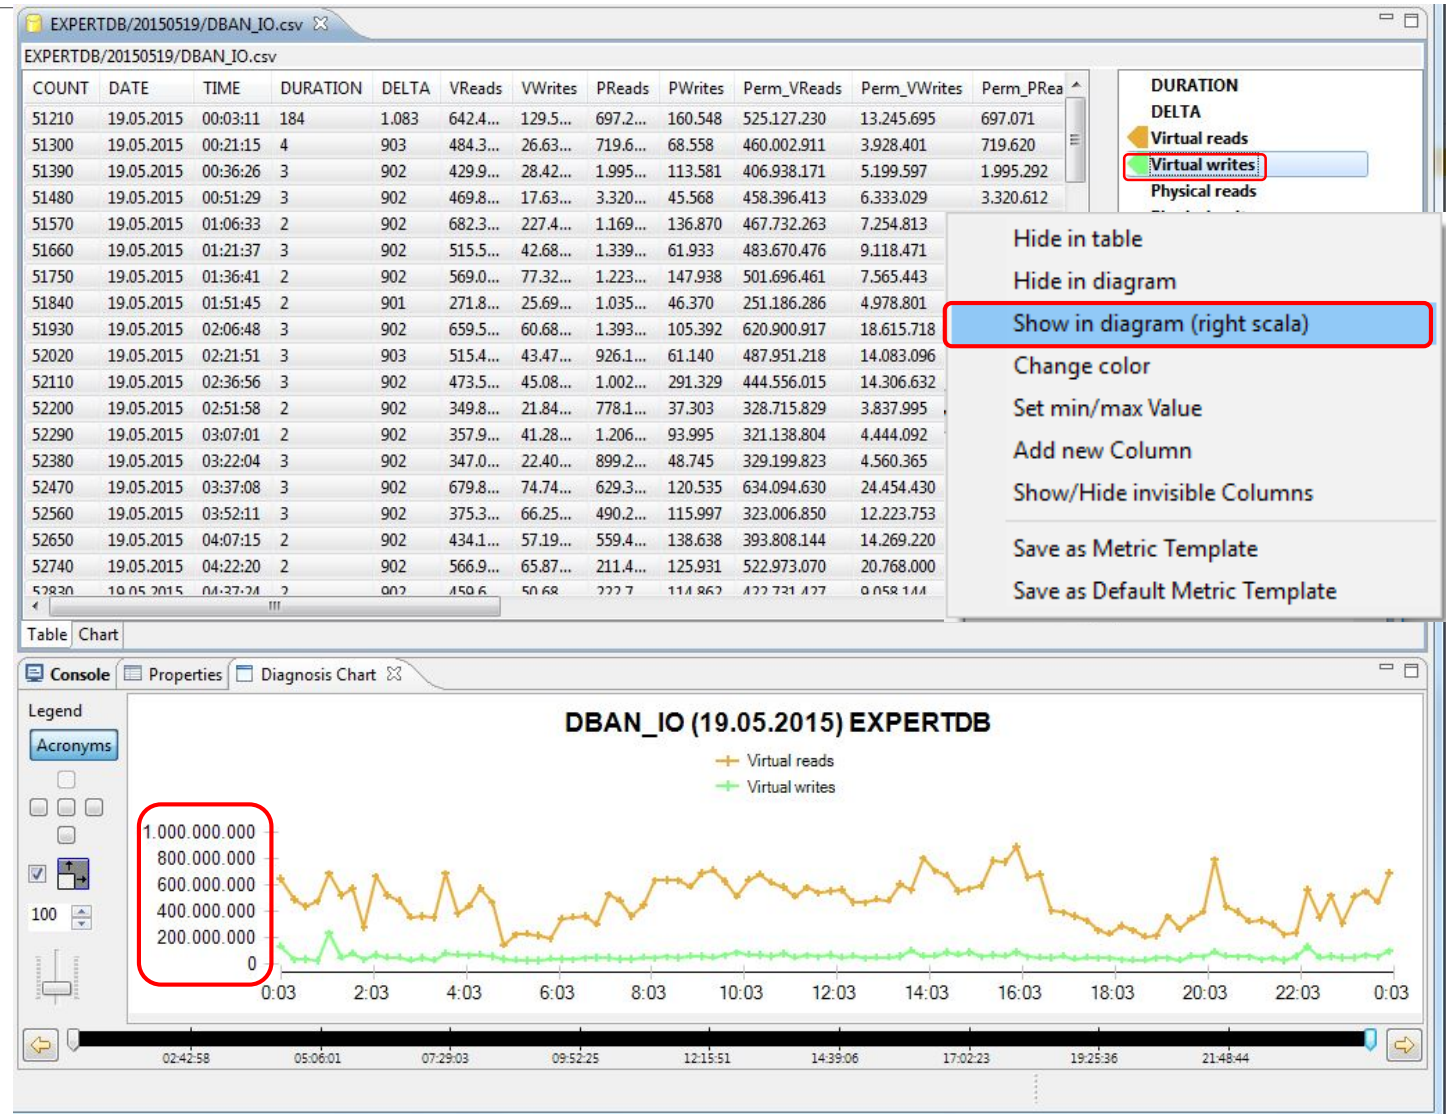 EXPERTDB/20150519/DBAN_IO.csv
EXPERTDB/20150519/DBAN_IO.csv
COUNT DATE TIME DURATION DELTA VReads VWrites PReads PWrites Perm_VReads Perm_VWrites Perm_PRea
51210 19.05.2015 00:03:11 184 1.083 642.4... 129.5... 697.2... 160.548 525.127.230 13.245.695 697.071
51300 19.05.2015 00:21:15 4 903 484.3... 26.63... 719.6... 68.558 460.002.911 3.928.401 719.620
51390 19.05.2015 00:36:26 3 902 429.9... 28.42... 1.995... 113.581 406.938.171 5.199.597 1.995.292
51480 19.05.2015 00:51:29 3 902 469.8... 17.63... 3.320... 45.568 458.396.413 6.333.029 3.320.612
51570 19.05.2015 01:06:33 2 902 682.3... 227.4... 1.169... 136.870 467.732.263 7.254.813
51660 19.05.2015 01:21:37 3 902 515.5... 42.68... 1.339... 61.933 483.670.476 9.118.471
51750 19.05.2015 01:36:41 2 902 569.0... 77.32... 1.223... 147.938 501.696.461 7.565.443
51840 19.05.2015 01:51:45 2 901 271.8... 25.69... 1.035... 46.370 251.186.286 4.978.801
51930 19.05.2015 02:06:48 3 902 659.5... 60.68... 1.393... 105.392 620.900.917 18.615.718
52020 19.05.2015 02:21:51 3 903 515.4... 43.47... 926.1... 61.140 487.951.218 14.083.096
52110 19.05.2015 02:36:56 3 902 473.5... 45.08... 1.002... 291.329 444.556.015 14.306.632
52200 19.05.2015 02:51:58 2 902 349.8... 21.84... 778.1... 37.303 328.715.829 3.837.995
52290 19.05.2015 03:07:01 2 902 357.9... 41.28... 1.206... 93.995 321.138.804 4.444.092
52380 19.05.2015 03:22:04 3 902 347.0... 22.40... 899.2... 48.745 329.199.823 4.560.365
52470 19.05.2015 03:37:08 3 902 679.8... 74.74... 629.3... 120.535 634.094.630 24.454.430
52560 19.05.2015 03:52:11 3 902 375.3... 66.25... 490.2... 115.997 323.006.850 12.223.753
52650 19.05.2015 04:07:15 2 902 434.1... 57.19... 559.4... 138.638 393.808.144 14.269.220
52740 19.05.2015 04:22:20 2 902 566.9... 65.87... 211.4... 125.931 522.973.070 20.768.000
52830 19.05.2015 04:37:24 2 902 459.6 50.68 222.7 114.862 422.731.427 9.058.144
DURATION
DELTA
Virtual reads
Virtual writes
Physical reads
Hide in table
Hide in diagram
Show in diagram (right scala)
Change color
Set min/max Value
Add new Column
Show/Hide invisible Columns
Save as Metric Template
Save as Default Metric Template
Table Chart
Console Properties Diagnosis Chart
Legend
Acronyms
100
DBAN_IO (19.05.2015) EXPERTDB
Virtual reads
Virtual writes
1.000.000.000
800.000.000
600.000.000
400.000.000
200.000.000
0
0:03 2:03 4:03 6:03 8:03 10:03 12:03 14:03 16:03 18:03 20:03 22:03 0:03
02:42:58 05:06:01 07:29:03 09:52:25 12:15:51 14:39:06 17:02:23 19:25:36 21:48:44